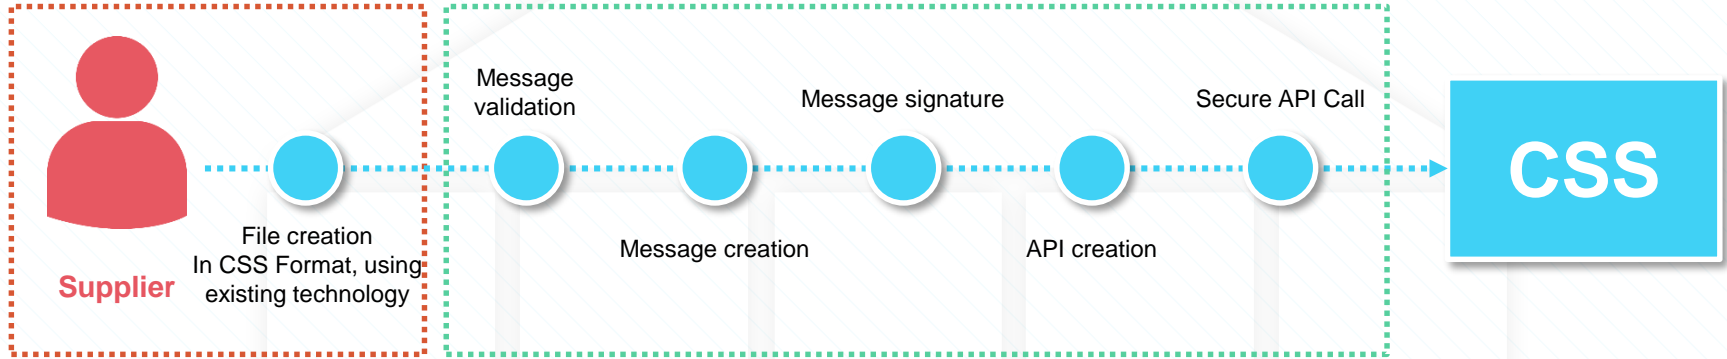 Supplier
File creation
In CSS Format, using
existing technology
Message
validation
Message creation
Message signature
API creation
Secure API Call
CSS